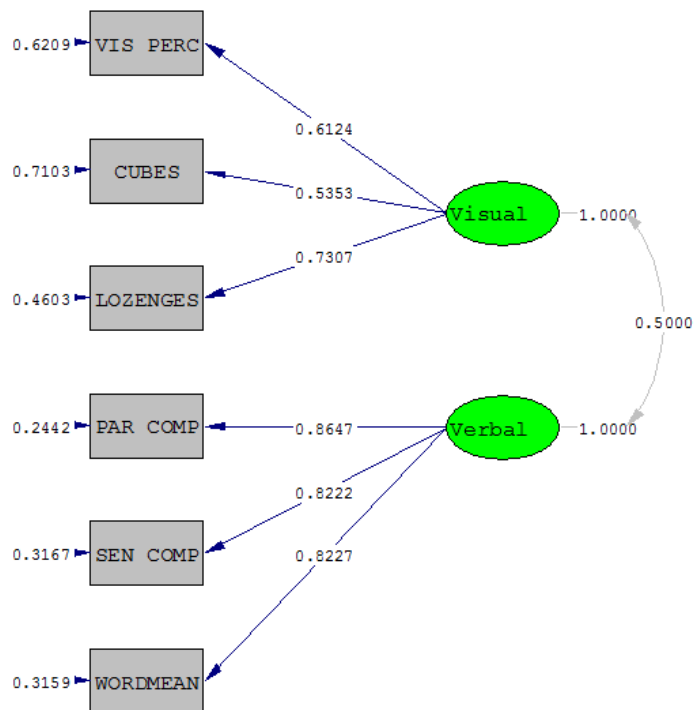 0.6209 VIS PERC
0.6124
0.7103 CUBES
0.5353
Visual 1.0000
0.7307
0.4603 LOZENGES
0.5000
0.2442 PAR COMP
0.8647
Verbal 1.0000
0.8222
0.3167 SEN COMP
0.8227
0.3159 WORDMEAN